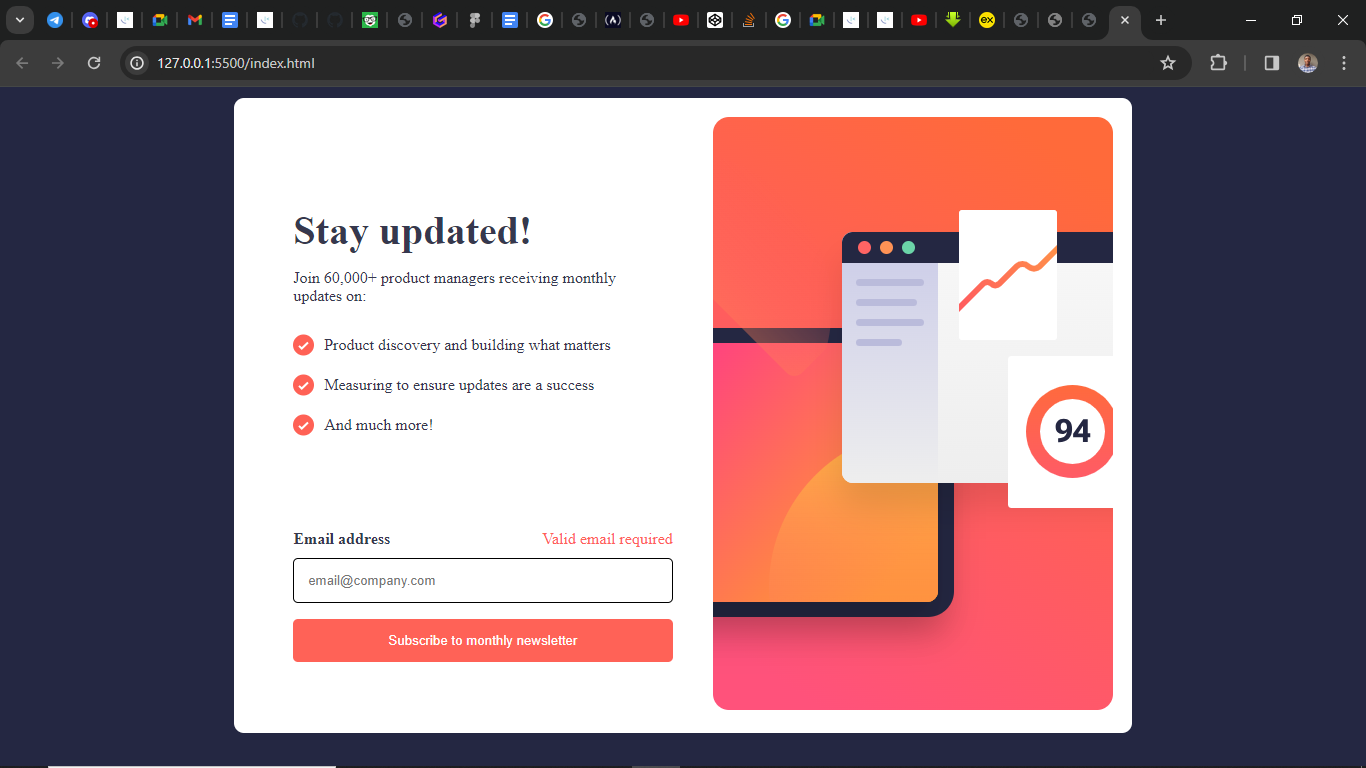 ex
127.0.0.1:5500/index.html
Stay updated!
Join 60,000+ product managers receiving monthly
updates on:
Product discovery and building what matters
Measuring to ensure updates are a success
And much more!
Email address
Valid email required
email@company.com
Subscribe to monthly newsletter
94